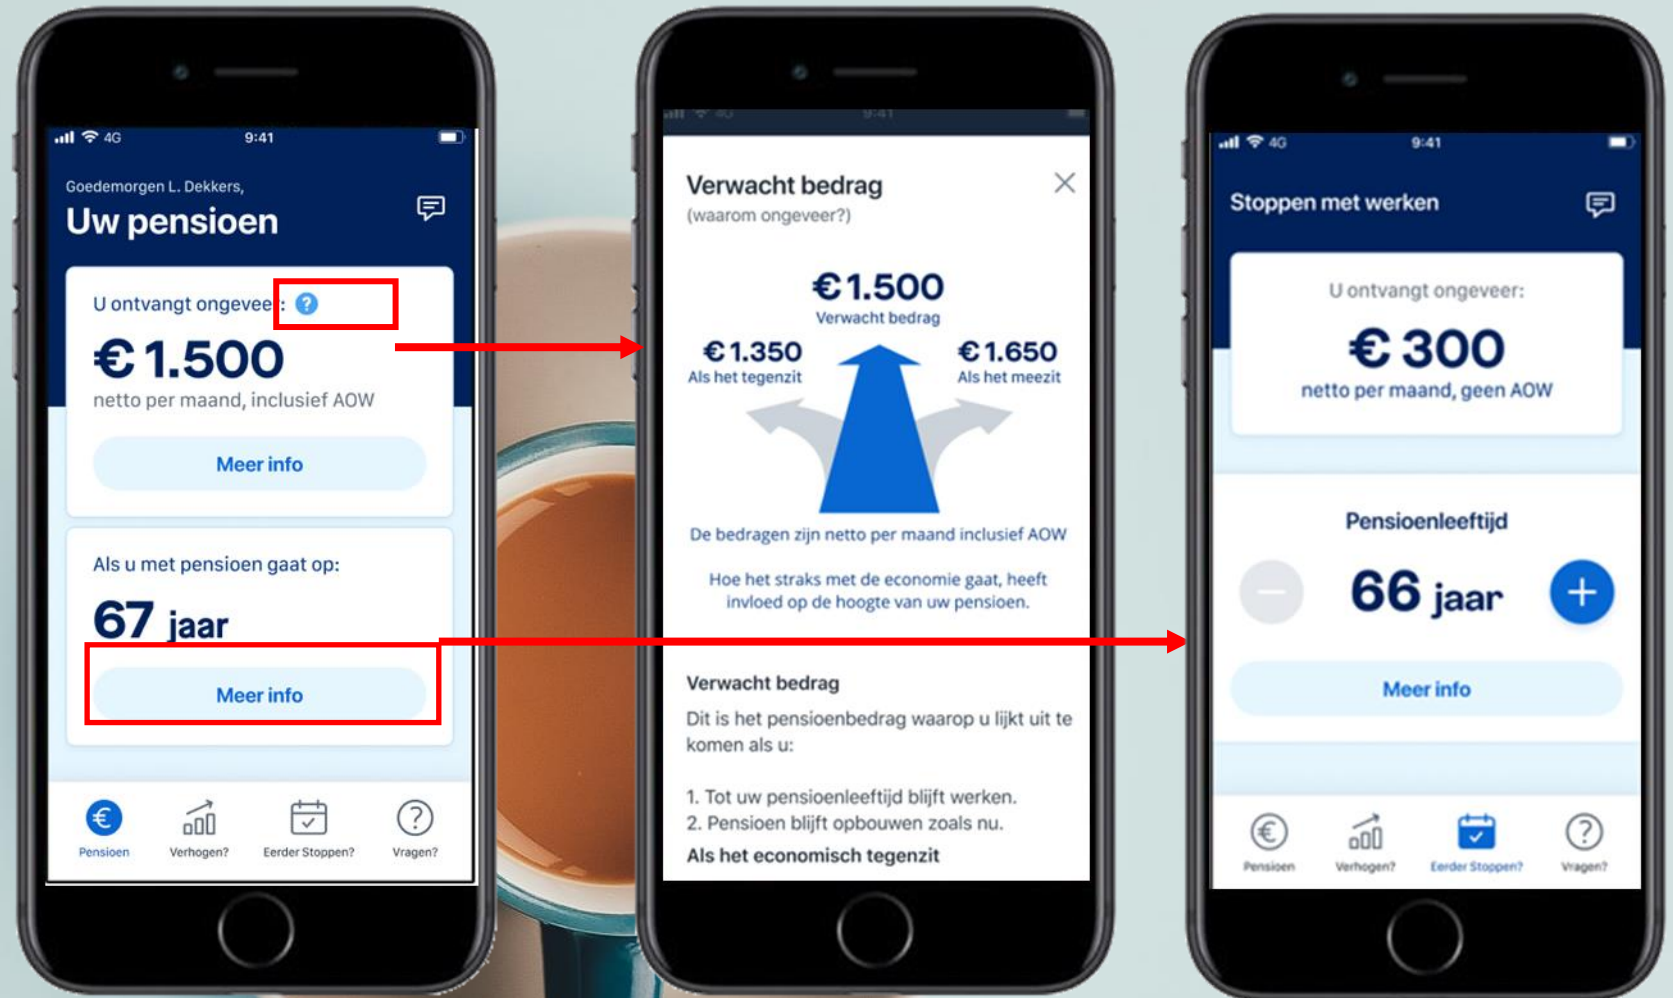 4G
9:41
Goedemorgen L. Dekkers,
Uw pensioen
U ontvangt ongeveer: ?
€ 1.500
netto per maand, inclusief AOW
Meer info
Als u met pensioen gaat op:
67 jaar
Meer info
€
?
Pensioen
Verhogen?
Eerder Stoppen?
Vragen?
4G
9:41
Verwacht bedrag
(waarom ongeveer?)
€ 1.500
Verwacht bedrag
€ 1.350
Als het tegenzit
€ 1.650
Als het meezit
De bedragen zijn netto per maand inclusief AOW
Hoe het straks met de economie gaat, heeft
invloed op de hoogte van uw pensioen.
Verwacht bedrag
Dit is het pensioenbedrag waarop u lijkt uit te
komen als u:
1. Tot uw pensioenleeftijd blijft werken.
2. Pensioen blijft opbouwen zoals nu.
Als het economisch tegenzit
4G
9:41
Stoppen met werken
U ontvangt ongeveer:
€ 300
netto per maand, geen AOW
Pensioenleeftijd
66 jaar
Meer info
€
?
Pensioen
Verhogen?
Eerder Stoppen?
Vragen?